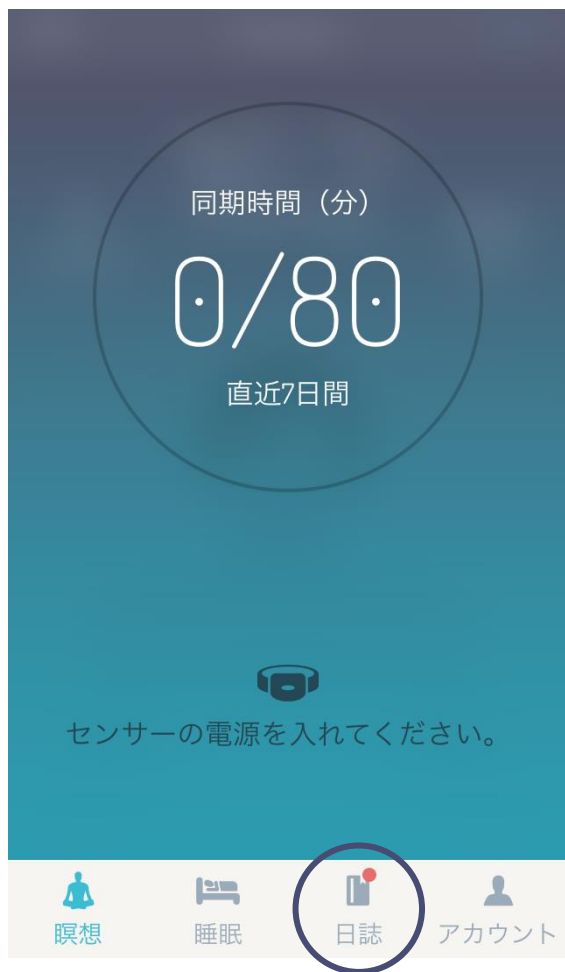 同期時間（分）
0/80
直近7日間
センサーの電源を入れてください。
瞑想 睡眠 日誌 アカウント